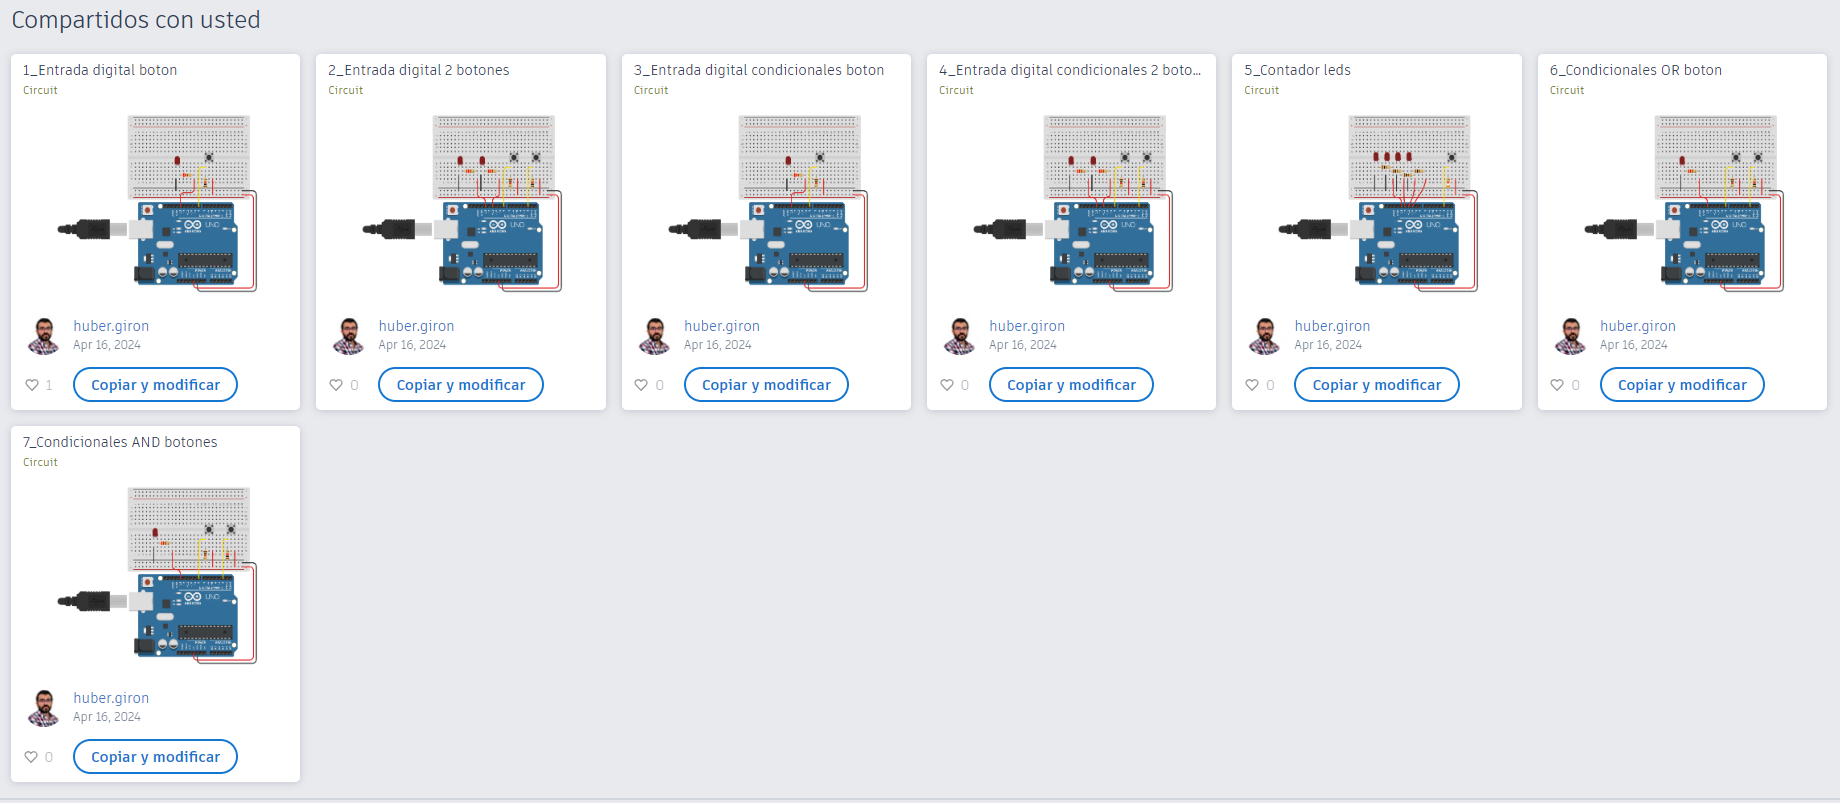 Compartidos con usted
1_Entrada digital boton
Circuit
huber.giron
Apr 16, 2024
1
Copiar y modificar
2_Entrada digital 2 botones
Circuit
huber.giron
Apr 16, 2024
0
Copiar y modificar
3_Entrada digital condicionales boton
Circuit
huber.giron
Apr 16, 2024
0
Copiar y modificar
4_Entrada digital condicionales 2 boto...
Circuit
huber.giron
Apr 16, 2024
0
Copiar y modificar
5_Contador leds
Circuit
huber.giron
Apr 16, 2024
0
Copiar y modificar
6_Condicionales OR boton
Circuit
huber.giron
Apr 16, 2024
0
Copiar y modificar
7_Condicionales AND botones
Circuit
huber.giron
Apr 16, 2024
0
Copiar y modificar